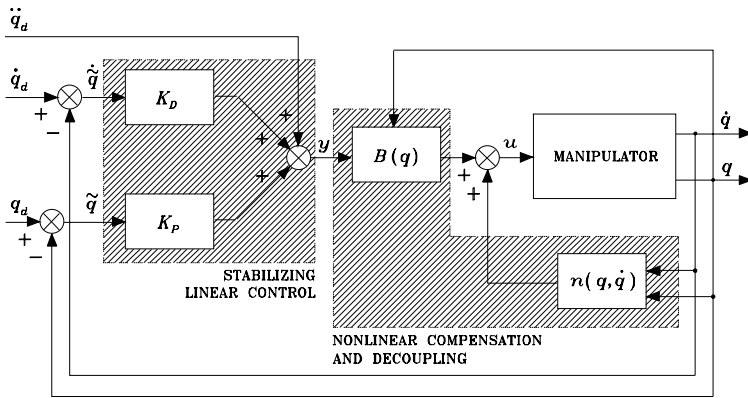 q̈_d
q̇_d
+
−
q̃̇
K_D
+
+
+
y
B(q)
+
+
u
MANIPULATOR
q̇
q
q_d
+
−
q̃
K_P
n(q, q̇)
STABILIZING
LINEAR CONTROL
NONLINEAR COMPENSATION
AND DECOUPLING